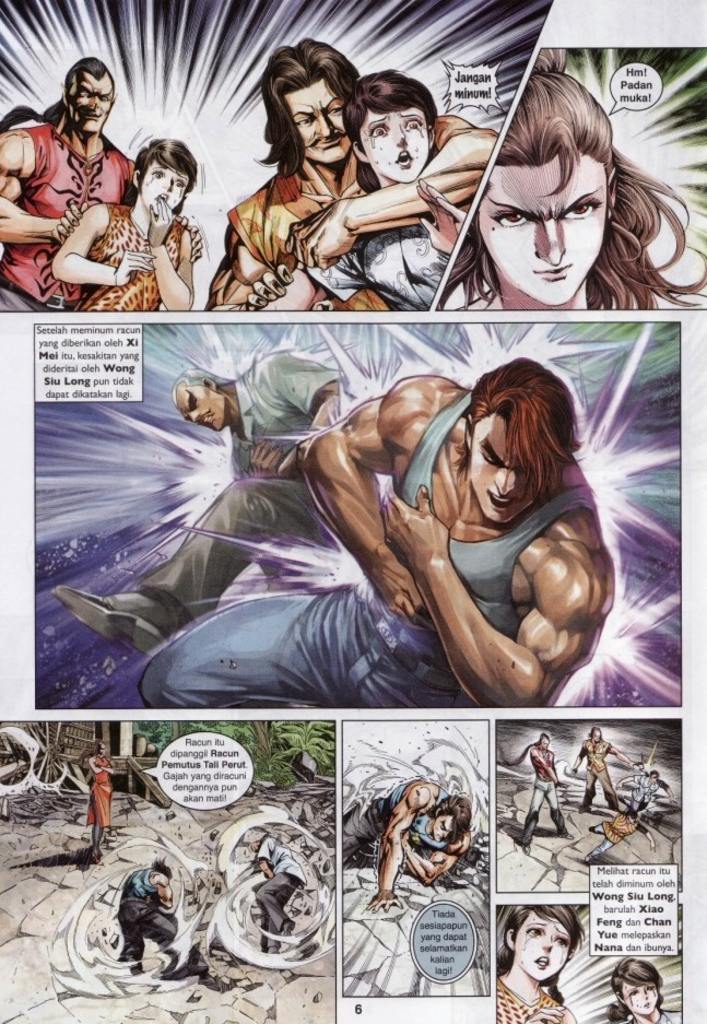 Jangan
minum!
Hm!
Padan
muka!
Setelah meminum racun
yang diberikan oleh Xi
Mei itu, kesakitan yang
dideritai oleh Wong
Siu Long pun tidak
dapat dikatakan lagi.
Racun itu
dipanggil Racun
Pemutus Tali Perut.
Gajah yang diracuni
dengannya pun
akan mati!
Tiada
sesiapapun
yang dapat
selamatkan
kalian
lagi!
Melihat racun itu
telah diminum oleh
Wong Siu Long,
barulah Xiao
Feng dan Chan
Yue melepaskan
Nana dan ibunya.
6